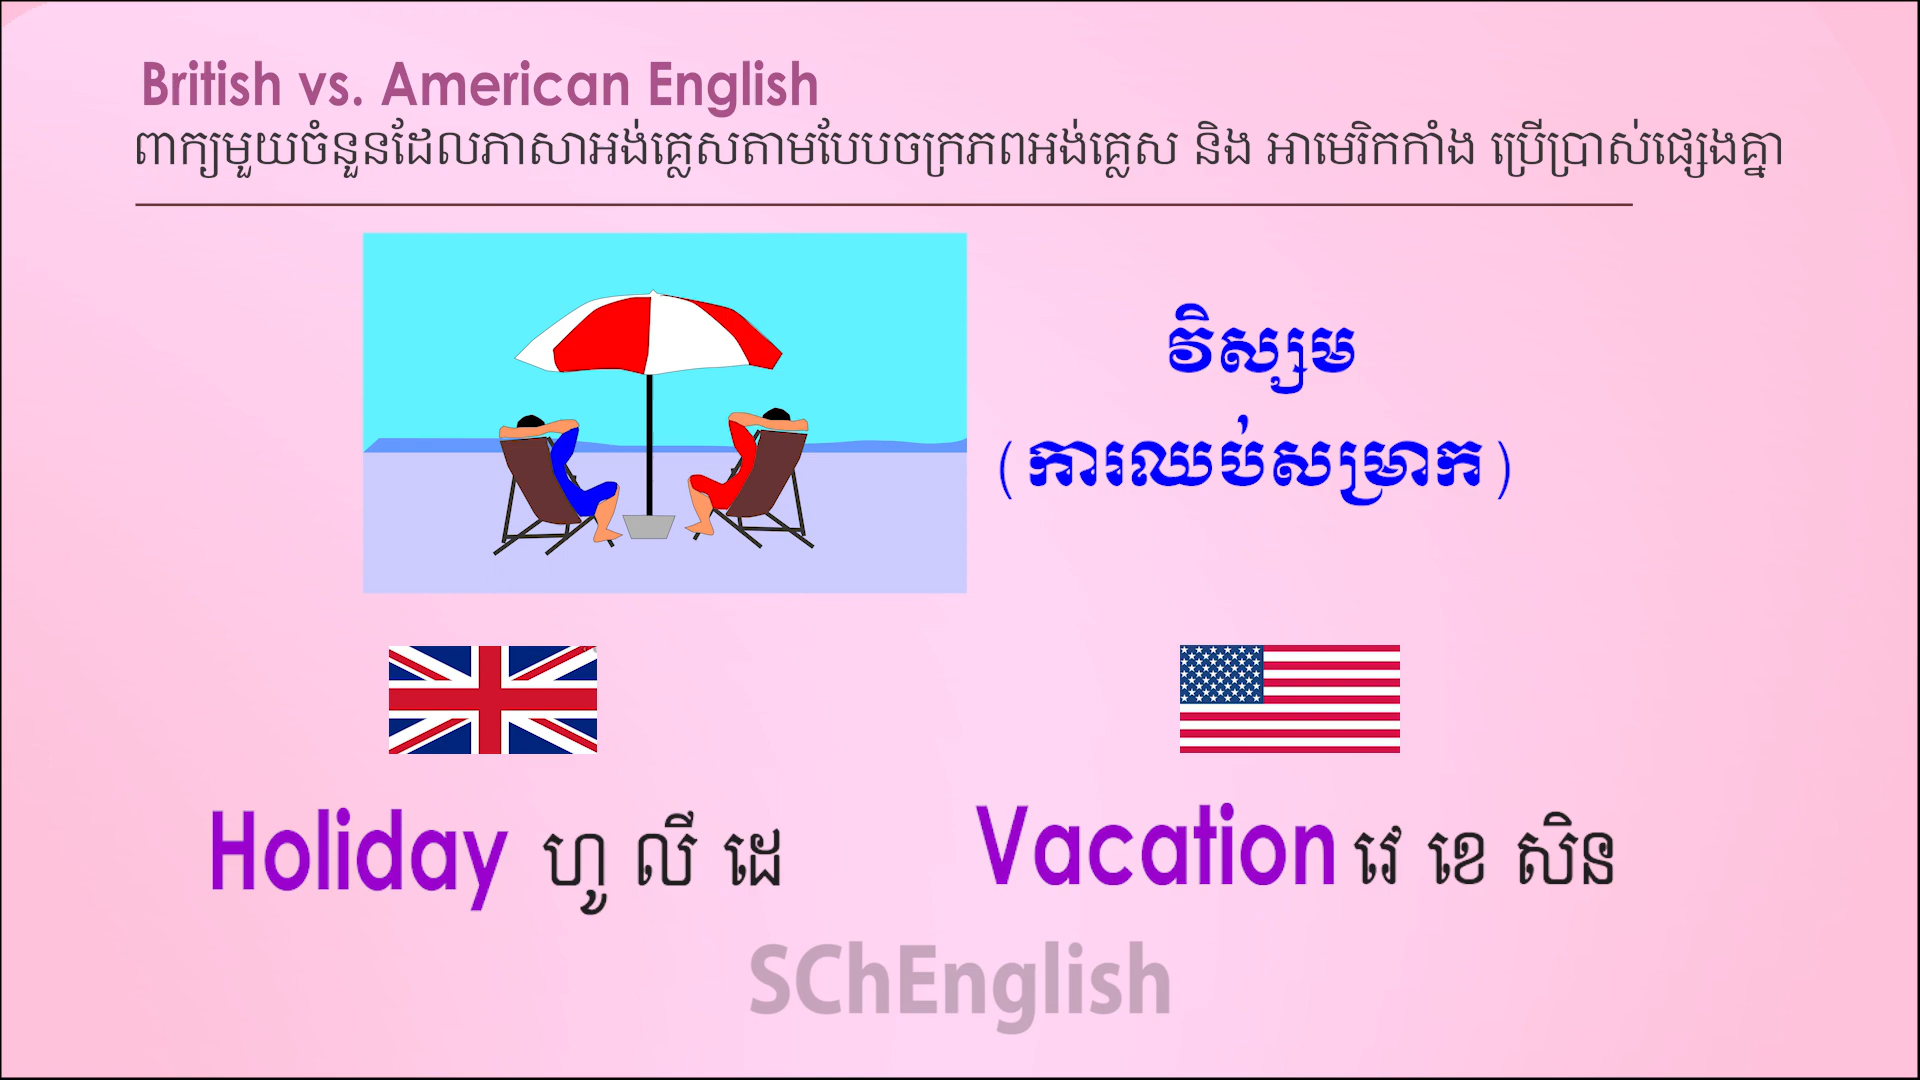 British vs. American English
ពាក្យមួយចំនួនដែលភាសាអង់គ្លេសតាមបែបចក្រភពអង់គ្លេស និង អាមេរិកកាំង ប្រើប្រាស់ផ្សេងគ្នា
វិស្សម
(ការឈប់សម្រាក)
Holiday ហូ លី ដេ
Vacation វេ ខេ សិន
SChEnglish